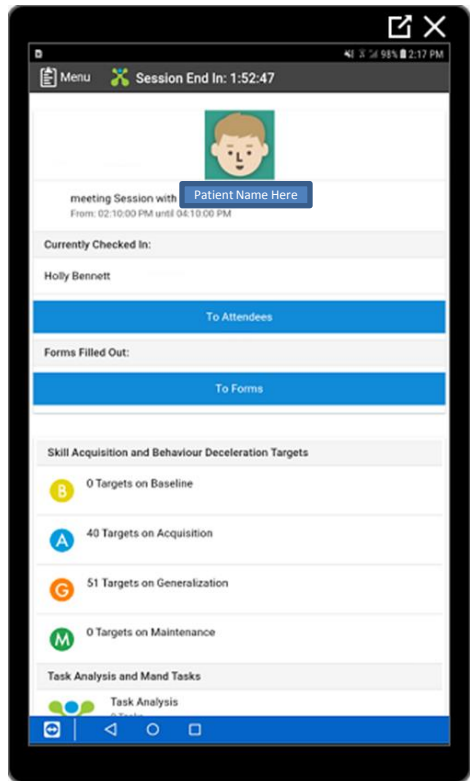 98% 2:17 PM
Menu Session End In: 1:52:47
meeting Session with Patient Name Here
From: 02:10:00 PM until 04:10:00 PM
Currently Checked In:
Holly Bennett
To Attendees
Forms Filled Out:
To Forms
Skill Acquisition and Behaviour Deceleration Targets
B 0 Targets on Baseline
A 40 Targets on Acquisition
G 51 Targets on Generalization
M 0 Targets on Maintenance
Task Analysis and Mand Tasks
Task Analysis
0 Tasks